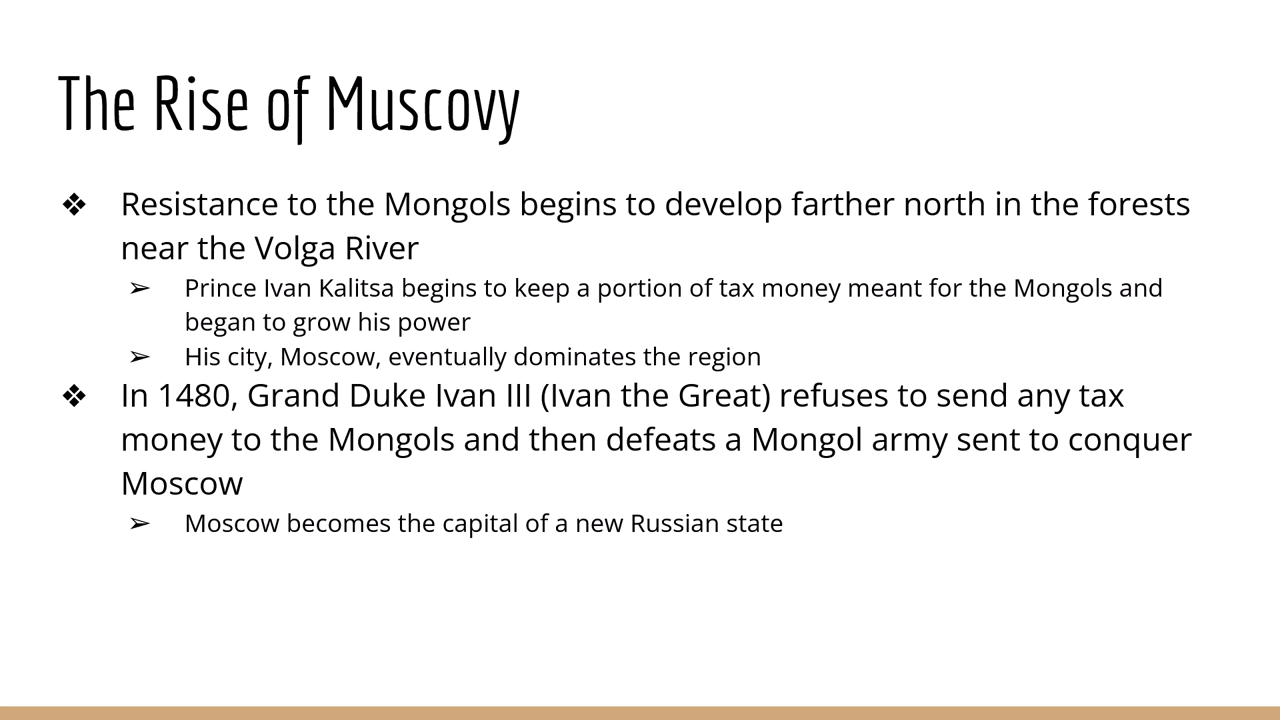 The Rise of Muscovy
❖ Resistance to the Mongols begins to develop farther north in the forests
near the Volga River
➢ Prince Ivan Kalitsa begins to keep a portion of tax money meant for the Mongols and
began to grow his power
➢ His city, Moscow, eventually dominates the region
❖ In 1480, Grand Duke Ivan III (Ivan the Great) refuses to send any tax
money to the Mongols and then defeats a Mongol army sent to conquer
Moscow
➢ Moscow becomes the capital of a new Russian state